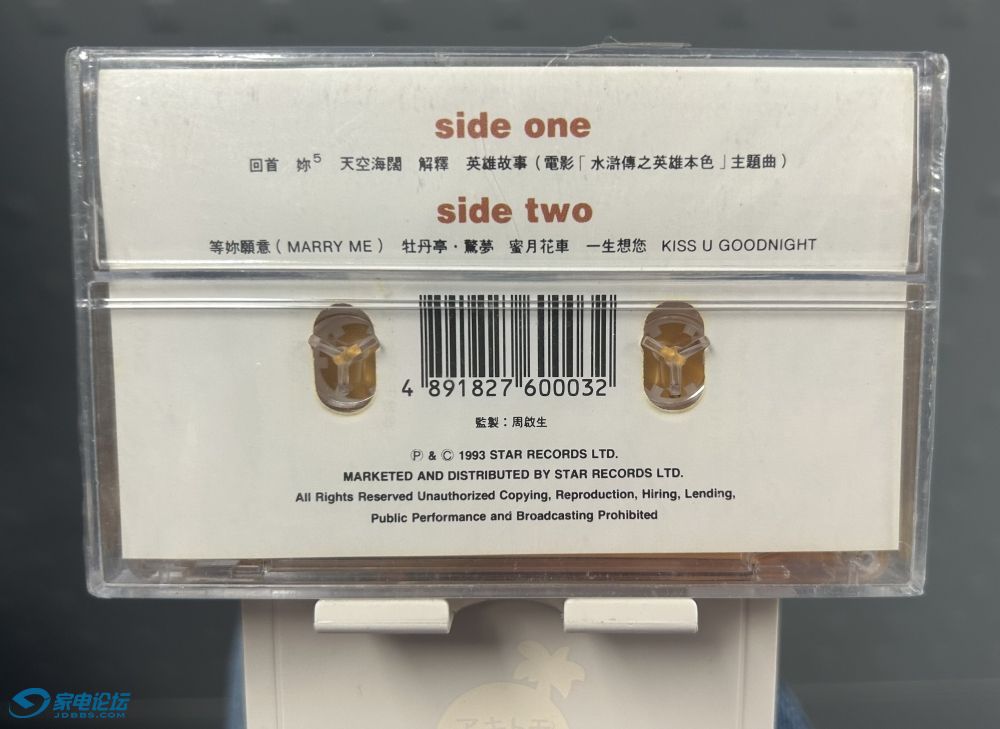 side one
回首 妳5 天空海闊 解釋 英雄故事(電影「水滸傳之英雄本色」主題曲)
side two
等妳願意(MARRY ME) 牡丹亭·驚夢 蜜月花車 一生想您 KISS U GOODNIGHT
4 891827 600032
監製:周啟生
Ⓟ & © 1993 STAR RECORDS LTD.
MARKETED AND DISTRIBUTED BY STAR RECORDS LTD.
All Rights Reserved Unauthorized Copying, Reproduction, Hiring, Lending,
Public Performance and Broadcasting Prohibited
家电论坛
JDBBS.COM